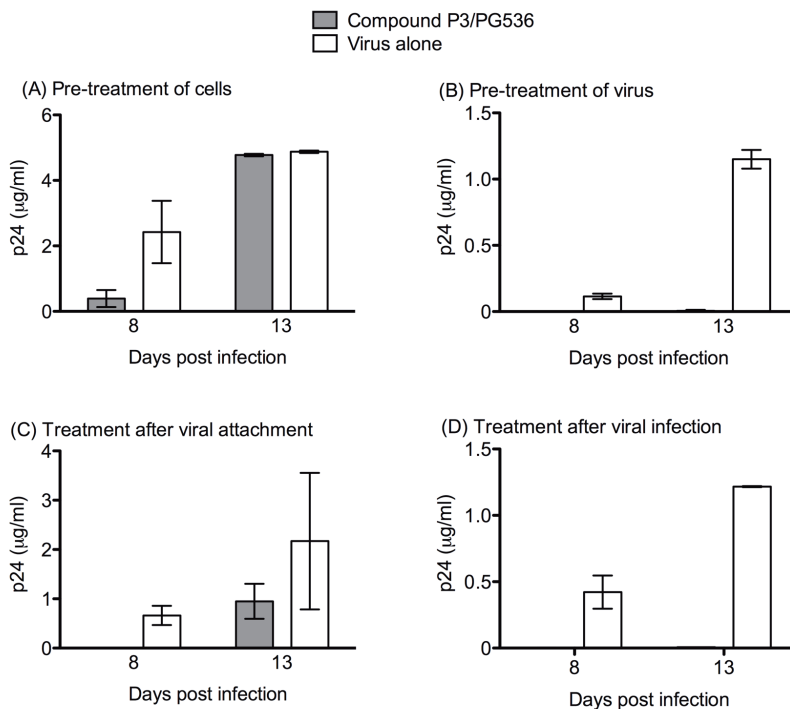 Compound P3/PG536
Virus alone
(A) Pre-treatment of cells
6
4
2
0
p24 (µg/ml)
8
13
Days post infection
(B) Pre-treatment of virus
1.5
1.0
0.5
0
p24 (µg/ml)
8
13
Days post infection
(C) Treatment after viral attachment
4
3
2
1
0
p24 (µg/ml)
8
13
Days post infection
(D) Treatment after viral infection
1.5
1.0
0.5
0
p24 (µg/ml)
8
13
Days post infection